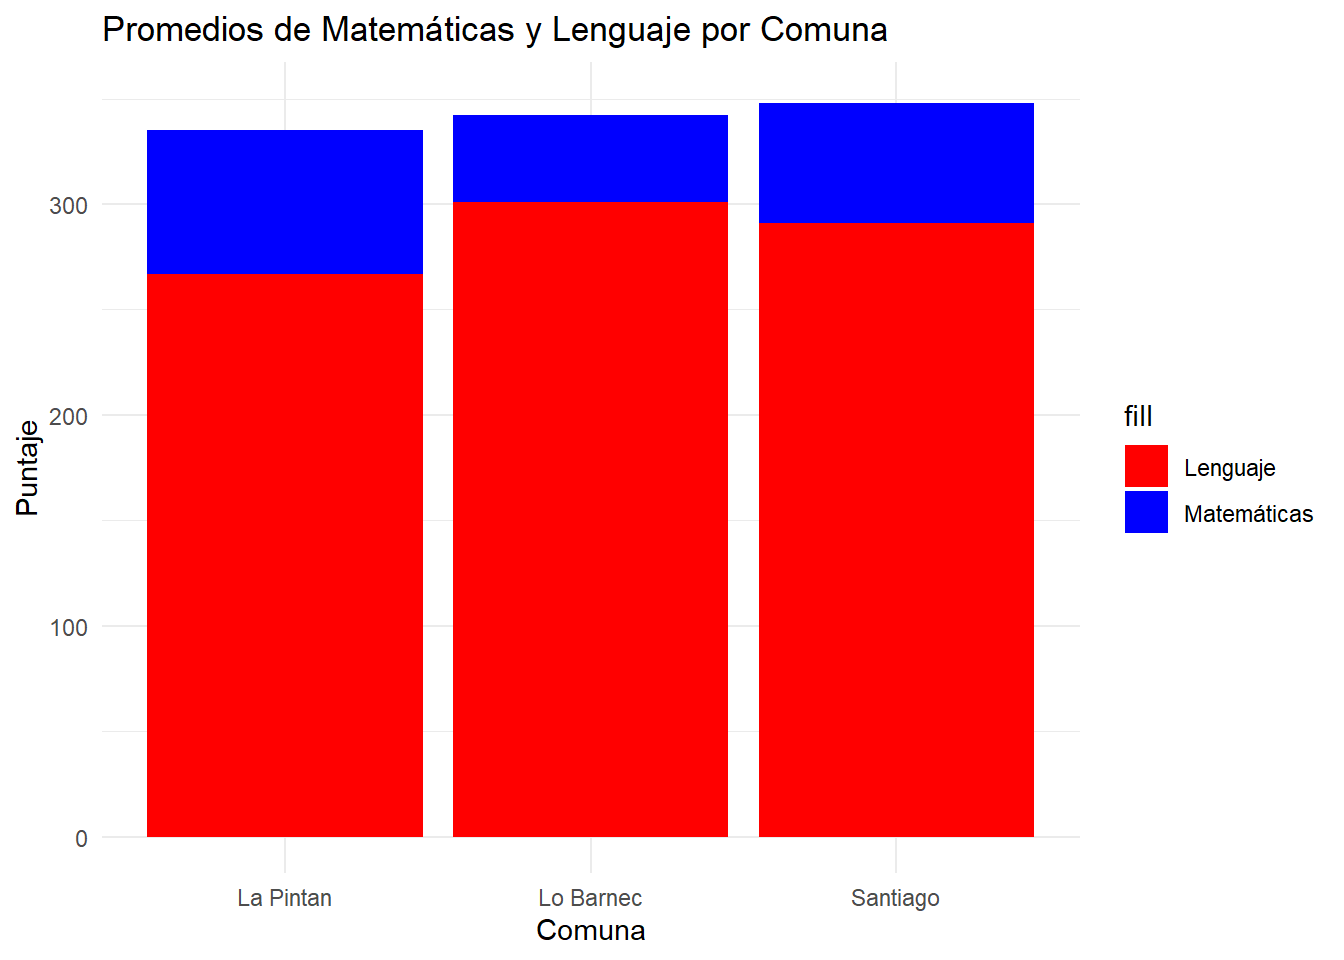 Promedios de Matemáticas y Lenguaje por Comuna
Puntaje
300
200
100
0
La Pintan
Lo Barnec
Santiago
Comuna
fill
Lenguaje
Matemáticas